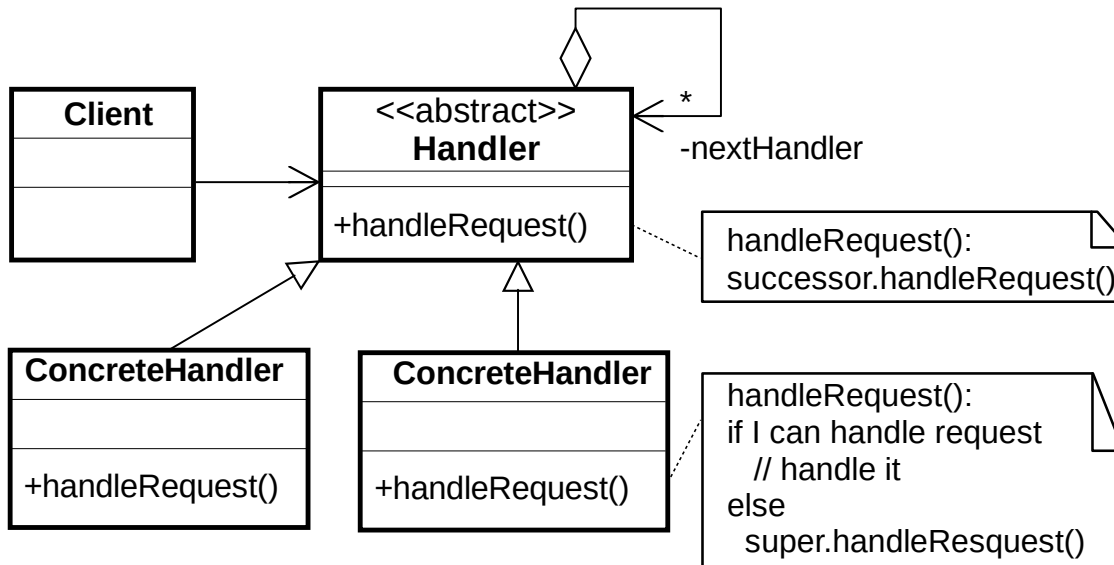 Client
<<abstract>>
Handler
+handleRequest()
*
-nextHandler
handleRequest():
successor.handleRequest()
ConcreteHandler
+handleRequest()
ConcreteHandler
+handleRequest()
handleRequest():
if I can handle request
// handle it
else
super.handleResquest()